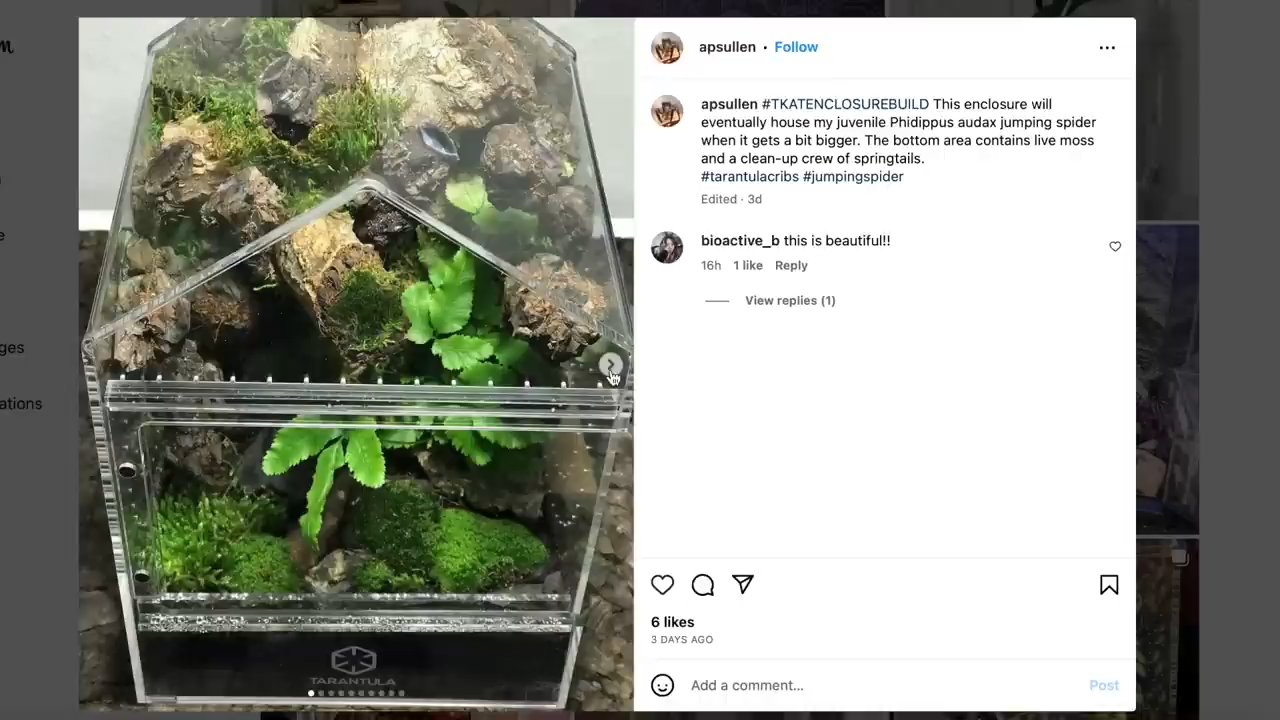 m
e
ges
ations
apsullen • Follow
apsullen #TKATENCLOSUREBUILD This enclosure will
eventually house my juvenile Phidippus audax jumping spider
when it gets a bit bigger. The bottom area contains live moss
and a clean-up crew of springtails.
#tarantulacribs #jumpingspider
Edited · 3d
bioactive_b this is beautiful!!
16h 1 like Reply
View replies (1)
6 likes
3 DAYS AGO
Add a comment... Post
TARANTULA